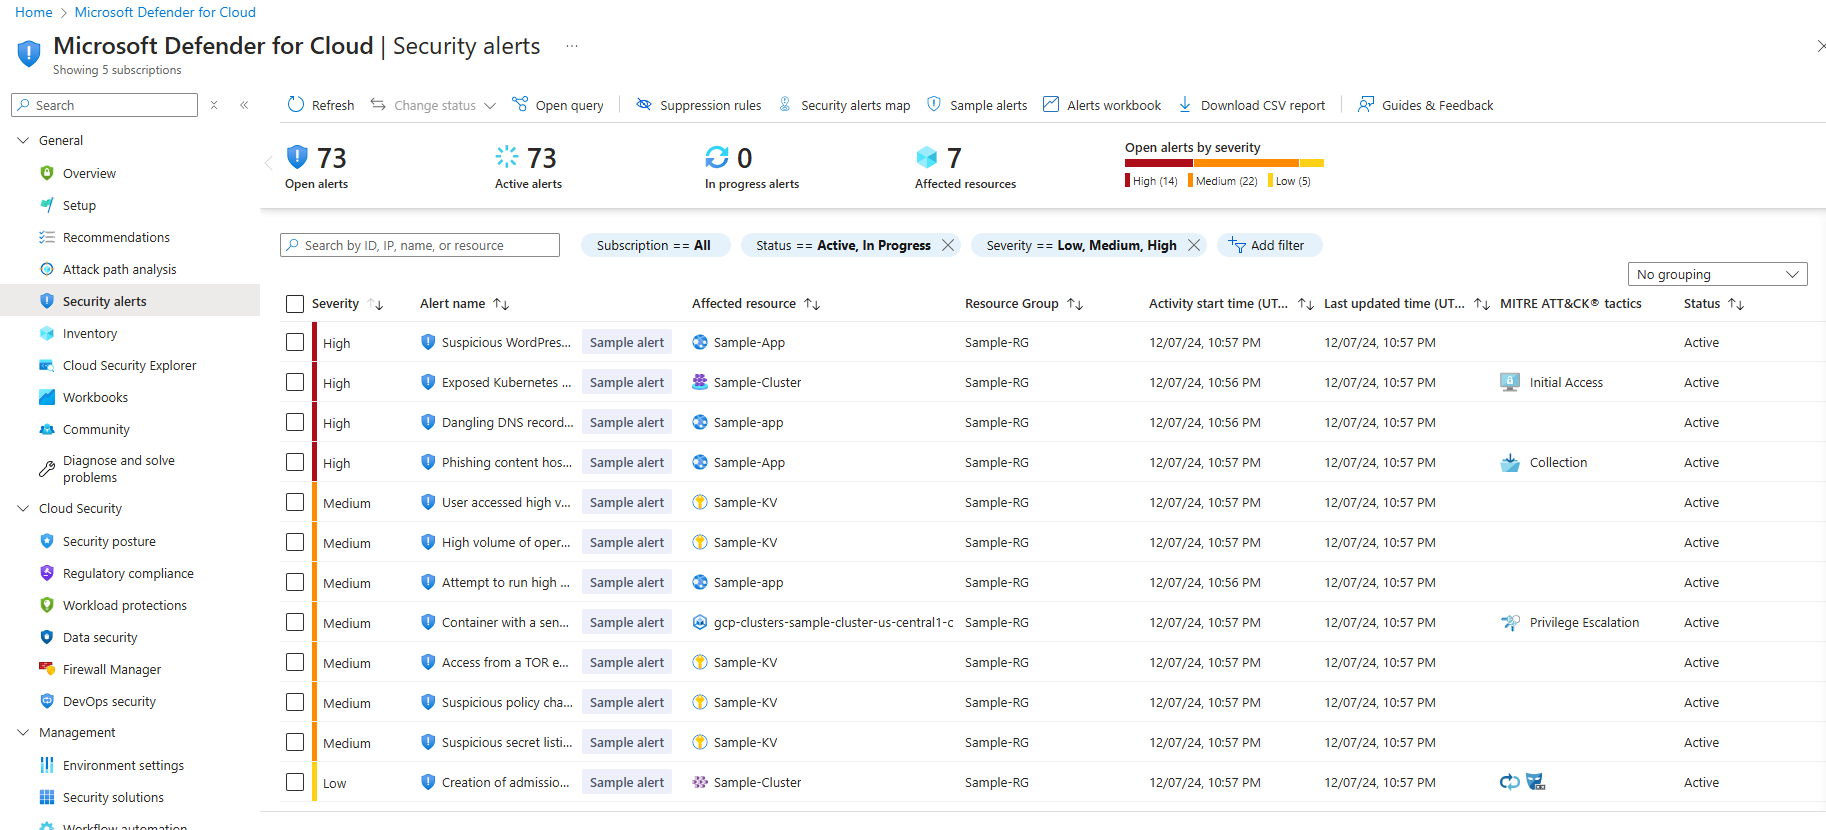 Home > Microsoft Defender for Cloud
Microsoft Defender for Cloud | Security alerts ...
Showing 5 subscriptions
Search
General
Overview
Setup
Recommendations
Attack path analysis
Security alerts
Inventory
Cloud Security Explorer
Workbooks
Community
Diagnose and solve
problems
Cloud Security
Security posture
Regulatory compliance
Workload protections
Data security
Firewall Manager
DevOps security
Management
Environment settings
Security solutions
Workflow automation
Refresh Change status Open query Suppression rules Security alerts map Sample alerts Alerts workbook Download CSV report Guides & Feedback
73
Open alerts
73
Active alerts
0
In progress alerts
7
Affected resources
Open alerts by severity
High (14) Medium (22) Low (5)
Search by ID, IP, name, or resource Subscription == All Status == Active, In Progress Severity == Low, Medium, High Add filter
No grouping
Severity Alert name Affected resource Resource Group Activity start time (UT... Last updated time (UT... MITRE ATT&CK® tactics Status
High Suspicious WordPres... Sample alert Sample-App Sample-RG 12/07/24, 10:57 PM 12/07/24, 10:57 PM Active
High Exposed Kubernetes ... Sample alert Sample-Cluster Sample-RG 12/07/24, 10:56 PM 12/07/24, 10:57 PM Initial Access Active
High Dangling DNS record... Sample alert Sample-app Sample-RG 12/07/24, 10:56 PM 12/07/24, 10:57 PM Active
High Phishing content hos... Sample alert Sample-App Sample-RG 12/07/24, 10:57 PM 12/07/24, 10:57 PM Collection Active
Medium User accessed high v... Sample alert Sample-KV Sample-RG 12/07/24, 10:57 PM 12/07/24, 10:57 PM Active
Medium High volume of oper... Sample alert Sample-KV Sample-RG 12/07/24, 10:57 PM 12/07/24, 10:57 PM Active
Medium Attempt to run high ... Sample alert Sample-app Sample-RG 12/07/24, 10:56 PM 12/07/24, 10:57 PM Active
Medium Container with a sen... Sample alert gcp-clusters-sample-cluster-us-central1-c Sample-RG 12/07/24, 10:57 PM 12/07/24, 10:57 PM Privilege Escalation Active
Medium Access from a TOR e... Sample alert Sample-KV Sample-RG 12/07/24, 10:57 PM 12/07/24, 10:57 PM Active
Medium Suspicious policy cha... Sample alert Sample-KV Sample-RG 12/07/24, 10:57 PM 12/07/24, 10:57 PM Active
Medium Suspicious secret listi... Sample alert Sample-KV Sample-RG 12/07/24, 10:57 PM 12/07/24, 10:57 PM Active
Low Creation of admissio... Sample alert Sample-Cluster Sample-RG 12/07/24, 10:57 PM 12/07/24, 10:57 PM Active